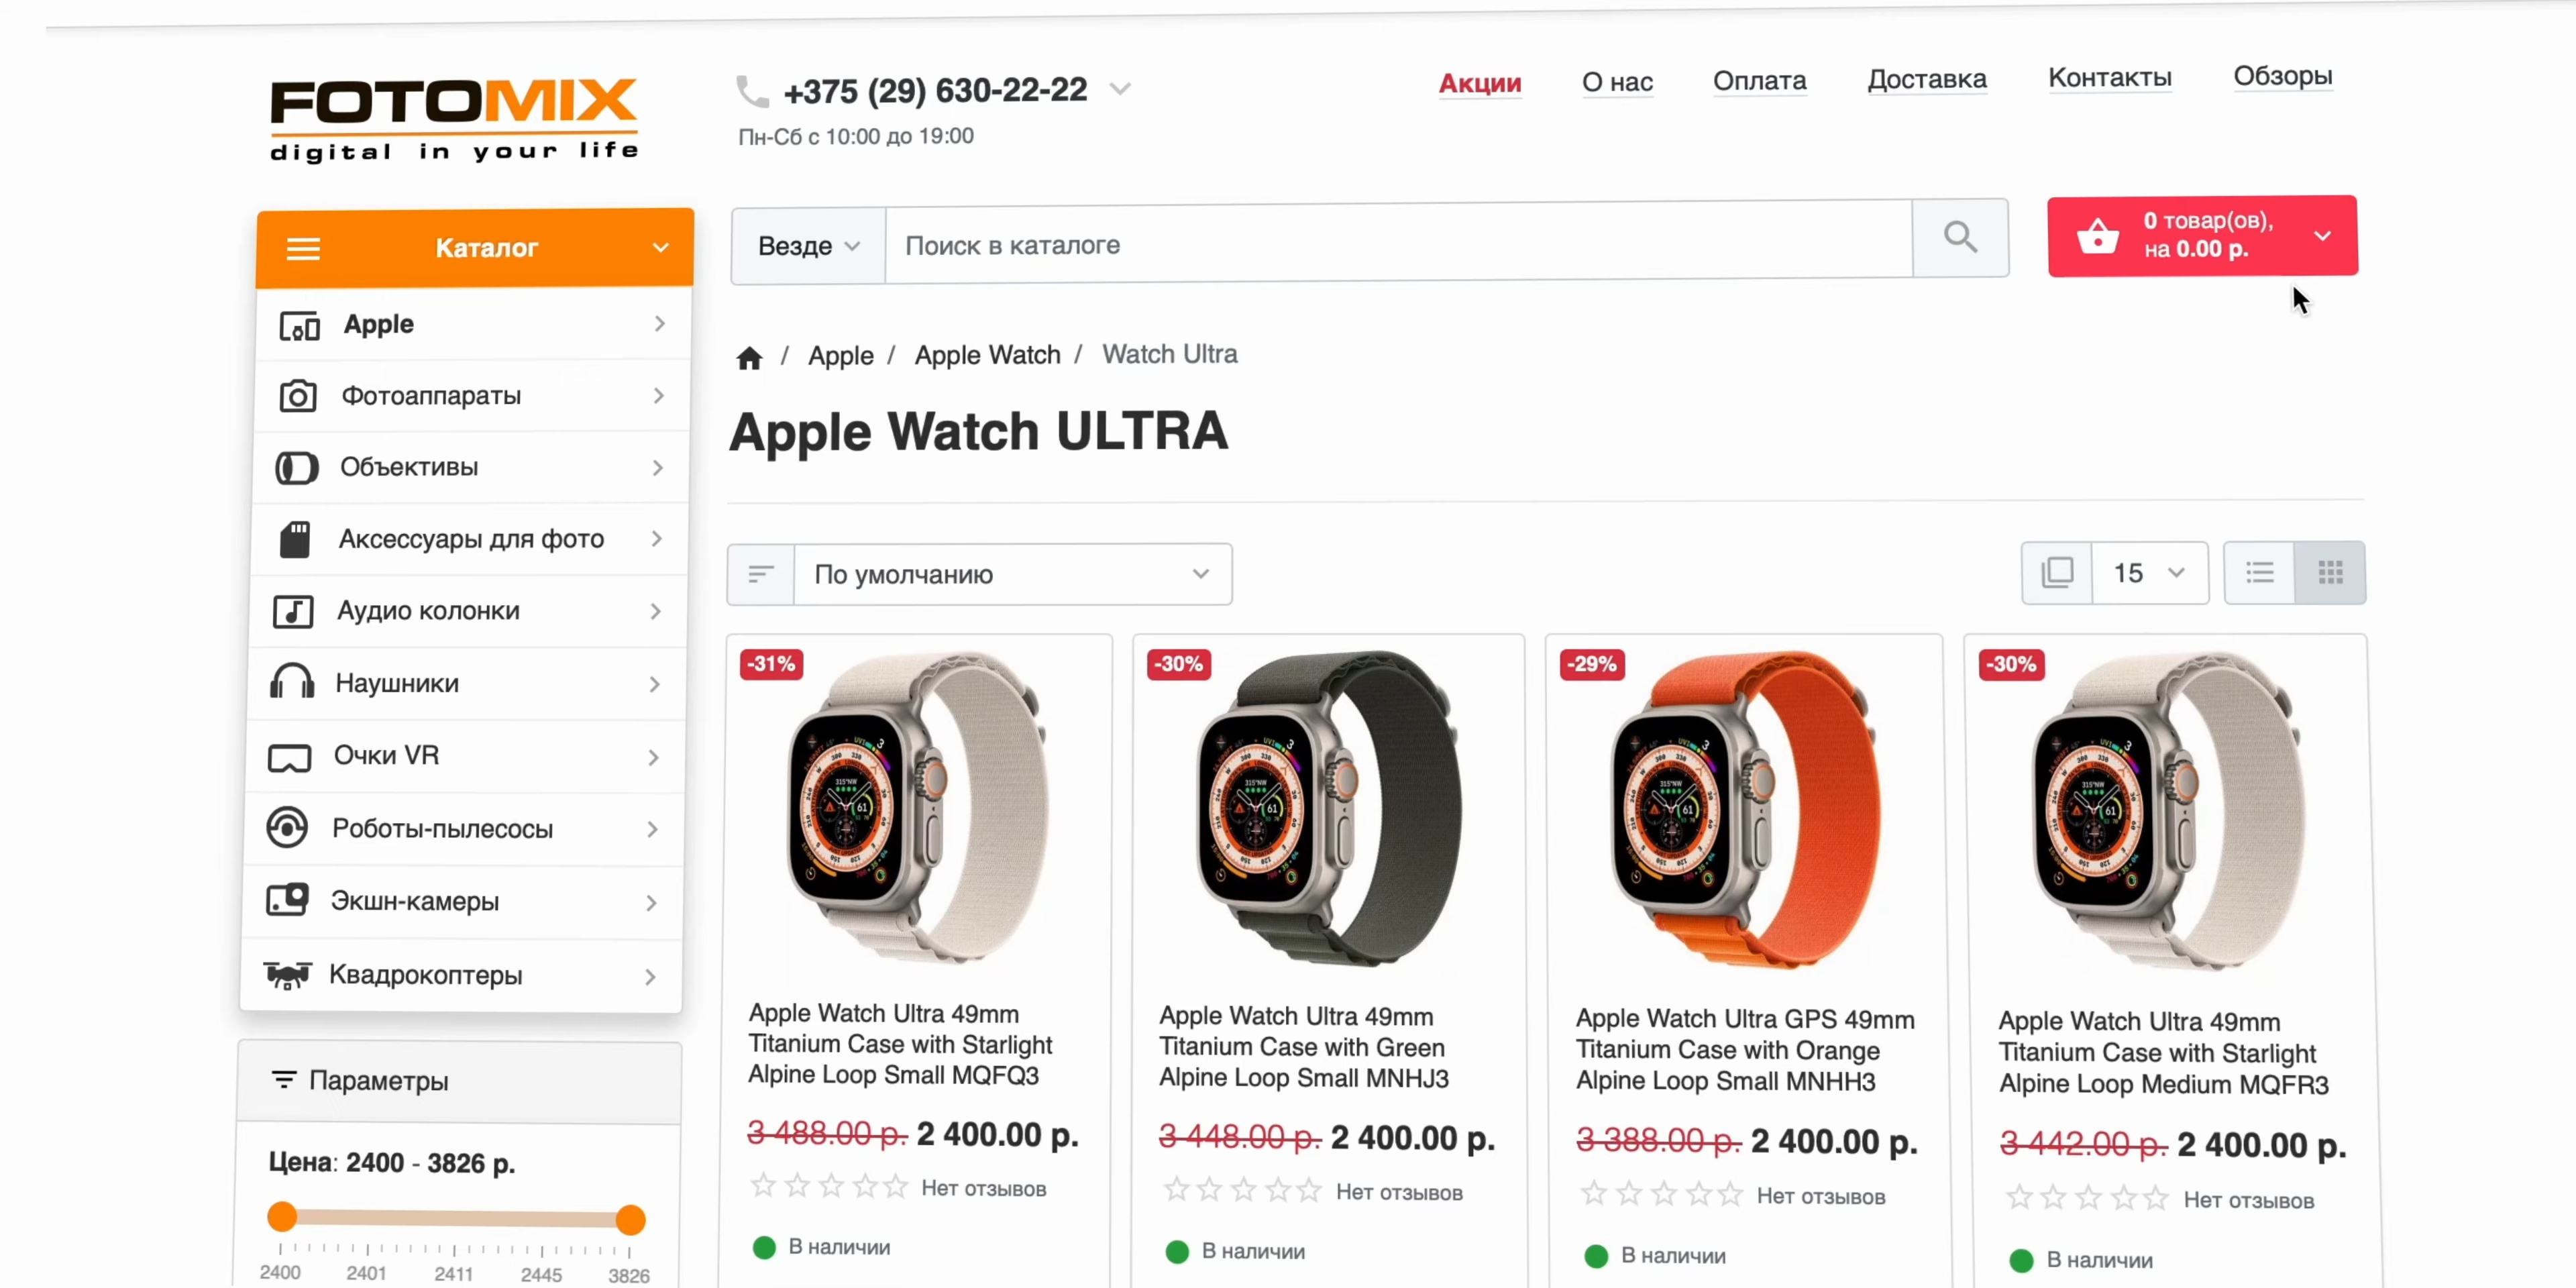 FOTOMIX
digital in your life
+375 (29) 630-22-22
Пн-Сб с 10:00 до 19:00
Акции
О нас
Оплата
Доставка
Контакты
Обзоры
Каталог
Везде
Поиск в каталоге
0 товар(ов),
на 0.00 р.
Apple
Фотоаппараты
Объективы
Аксессуары для фото
Аудио колонки
Наушники
Очки VR
Роботы-пылесосы
Экшн-камеры
Квадрокоптеры
Параметры
Цена: 2400 - 3826 р.
2400 2401 2411 2445 3826
/ Apple / Apple Watch / Watch Ultra
Apple Watch ULTRA
По умолчанию
15
-31%
Apple Watch Ultra 49mm
Titanium Case with Starlight
Alpine Loop Small MQFQ3
3 488.00 р. 2 400.00 р.
Нет отзывов
В наличии
-30%
Apple Watch Ultra 49mm
Titanium Case with Green
Alpine Loop Small MNHJ3
3 448.00 р. 2 400.00 р.
Нет отзывов
В наличии
-29%
Apple Watch Ultra GPS 49mm
Titanium Case with Orange
Alpine Loop Small MNHH3
3 388.00 р. 2 400.00 р.
Нет отзывов
В наличии
-30%
Apple Watch Ultra 49mm
Titanium Case with Starlight
Alpine Loop Medium MQFR3
3 442.00 р. 2 400.00 р.
Нет отзывов
В наличии